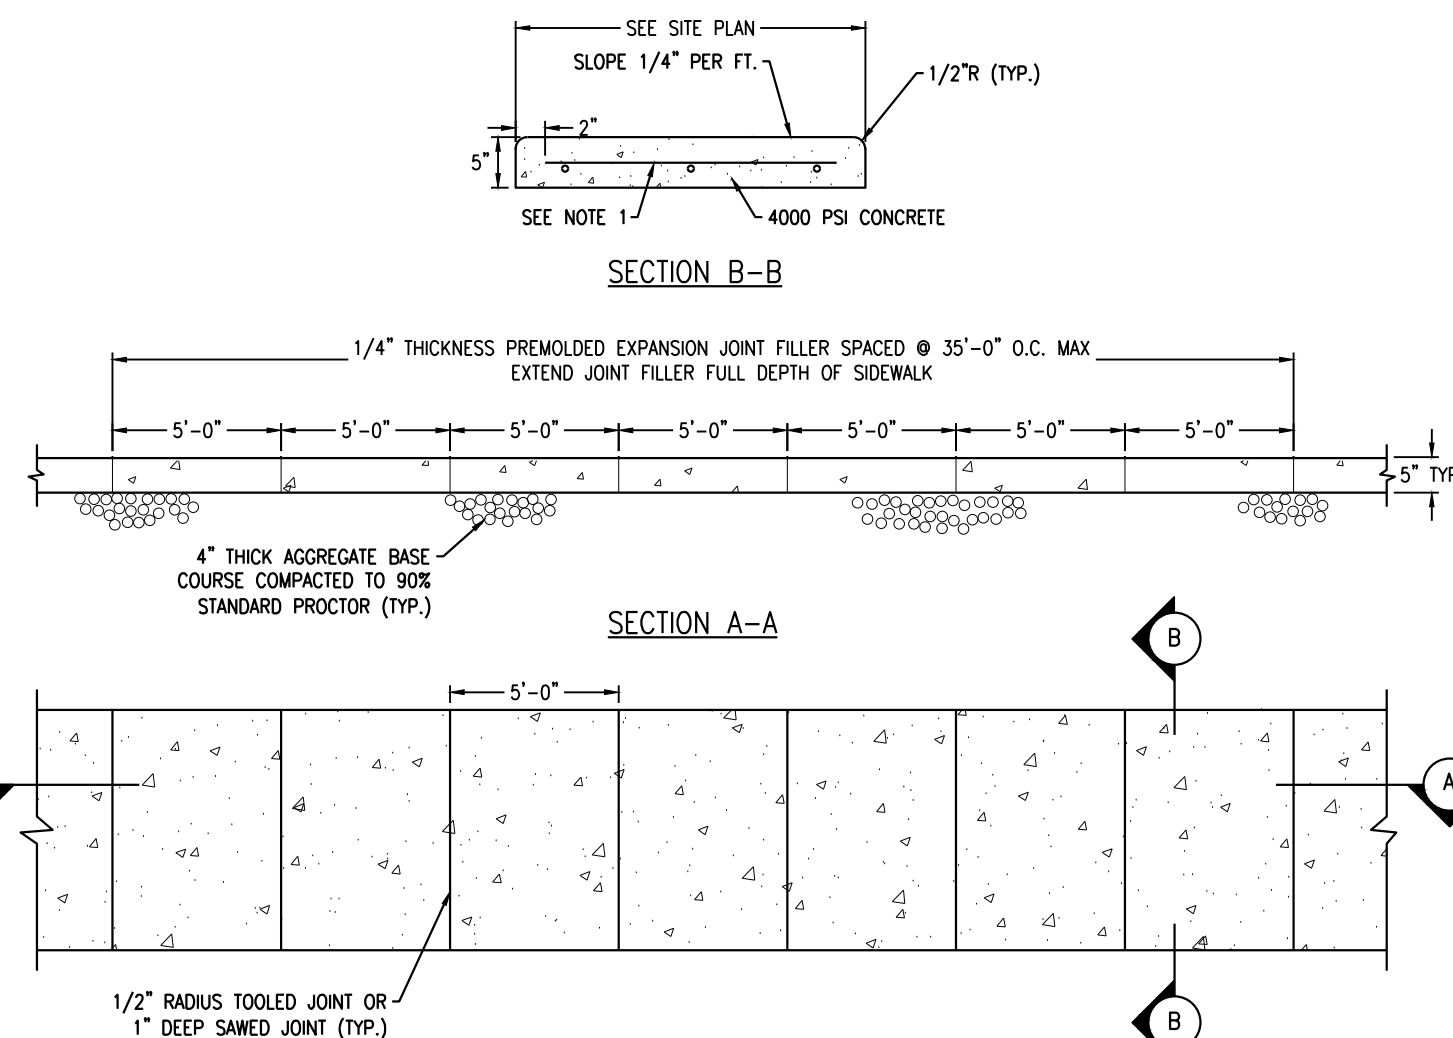 SEE SITE PLAN
SLOPE 1/4" PER FT.
1/2"R (TYP.)
2"
5"
SEE NOTE 1
4000 PSI CONCRETE
SECTION B-B
1/4" THICKNESS PREMOLDED EXPANSION JOINT FILLER SPACED @ 35'-0" O.C. MAX
EXTEND JOINT FILLER FULL DEPTH OF SIDEWALK
5'-0" 5'-0" 5'-0" 5'-0" 5'-0" 5'-0" 5'-0"
5" TYP
4" THICK AGGREGATE BASE
COURSE COMPACTED TO 90%
STANDARD PROCTOR (TYP.)
SECTION A-A
B
5'-0"
A
1/2" RADIUS TOOLED JOINT OR
1" DEEP SAWED JOINT (TYP.)
B